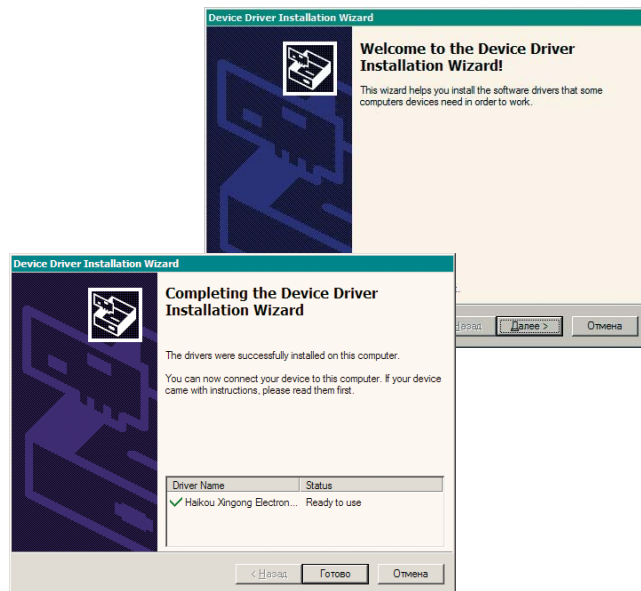 Device Driver Installation Wizard
Welcome to the Device Driver
Installation Wizard!
This wizard helps you install the software drivers that some
computers devices need in order to work.
Далее >
Отмена
Device Driver Installation Wizard
Completing the Device Driver
Installation Wizard
The drivers were successfully installed on this computer.
You can now connect your device to this computer. If your device
came with instructions, please read them first.
Driver Name Status
Haikou Xingong Electron... Ready to use
< Назад
Готово
Отмена